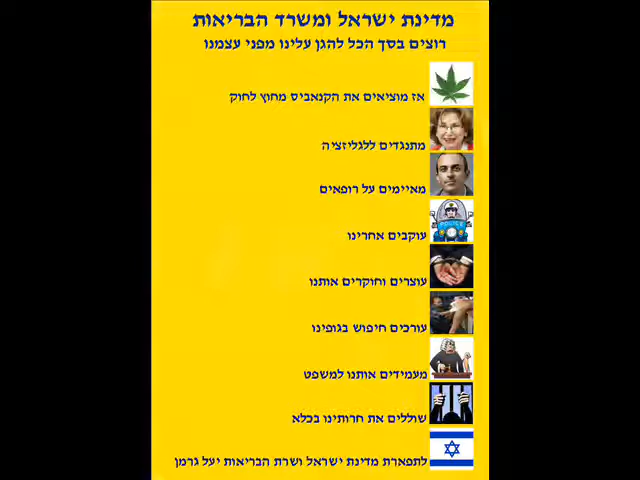 מדינת ישראל ומשרד הבריאות
רוצים בסך הכל להגן עלינו מפני עצמנו
אז מוציאים את הקנאביס מחוץ לחוק
מתנגדים ללגליזציה
מאיימים על רופאים
עוקבים אחרינו
עוצרים וחוקרים אותנו
עורכים חיפוש בגופינו
מעמידים אותנו למשפט
שוללים את חרותינו בכלא
לתפארת מדינת ישראל ושרת הבריאות יעל גרמן
POLICE